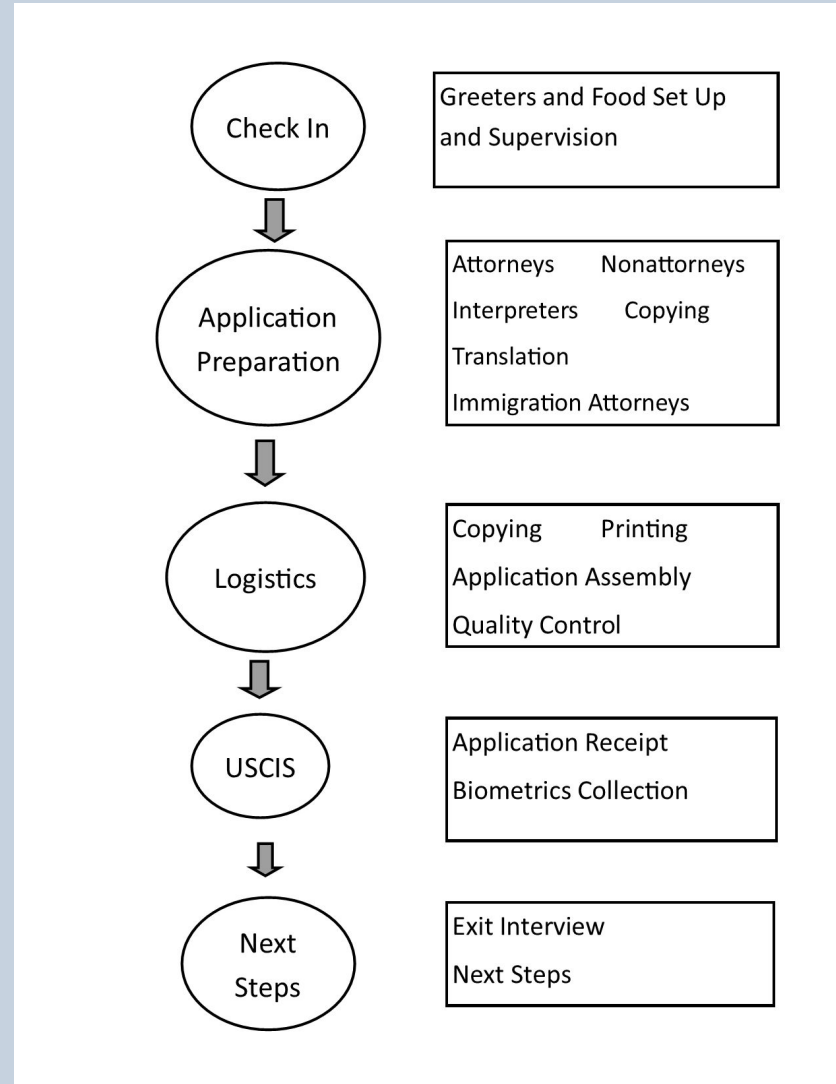 Check In
Greeters and Food Set Up
and Supervision
Application
Preparation
Attorneys Nonattorneys
Interpreters Copying
Translation
Immigration Attorneys
Logistics
Copying Printing
Application Assembly
Quality Control
USCIS
Application Receipt
Biometrics Collection
Next
Steps
Exit Interview
Next Steps